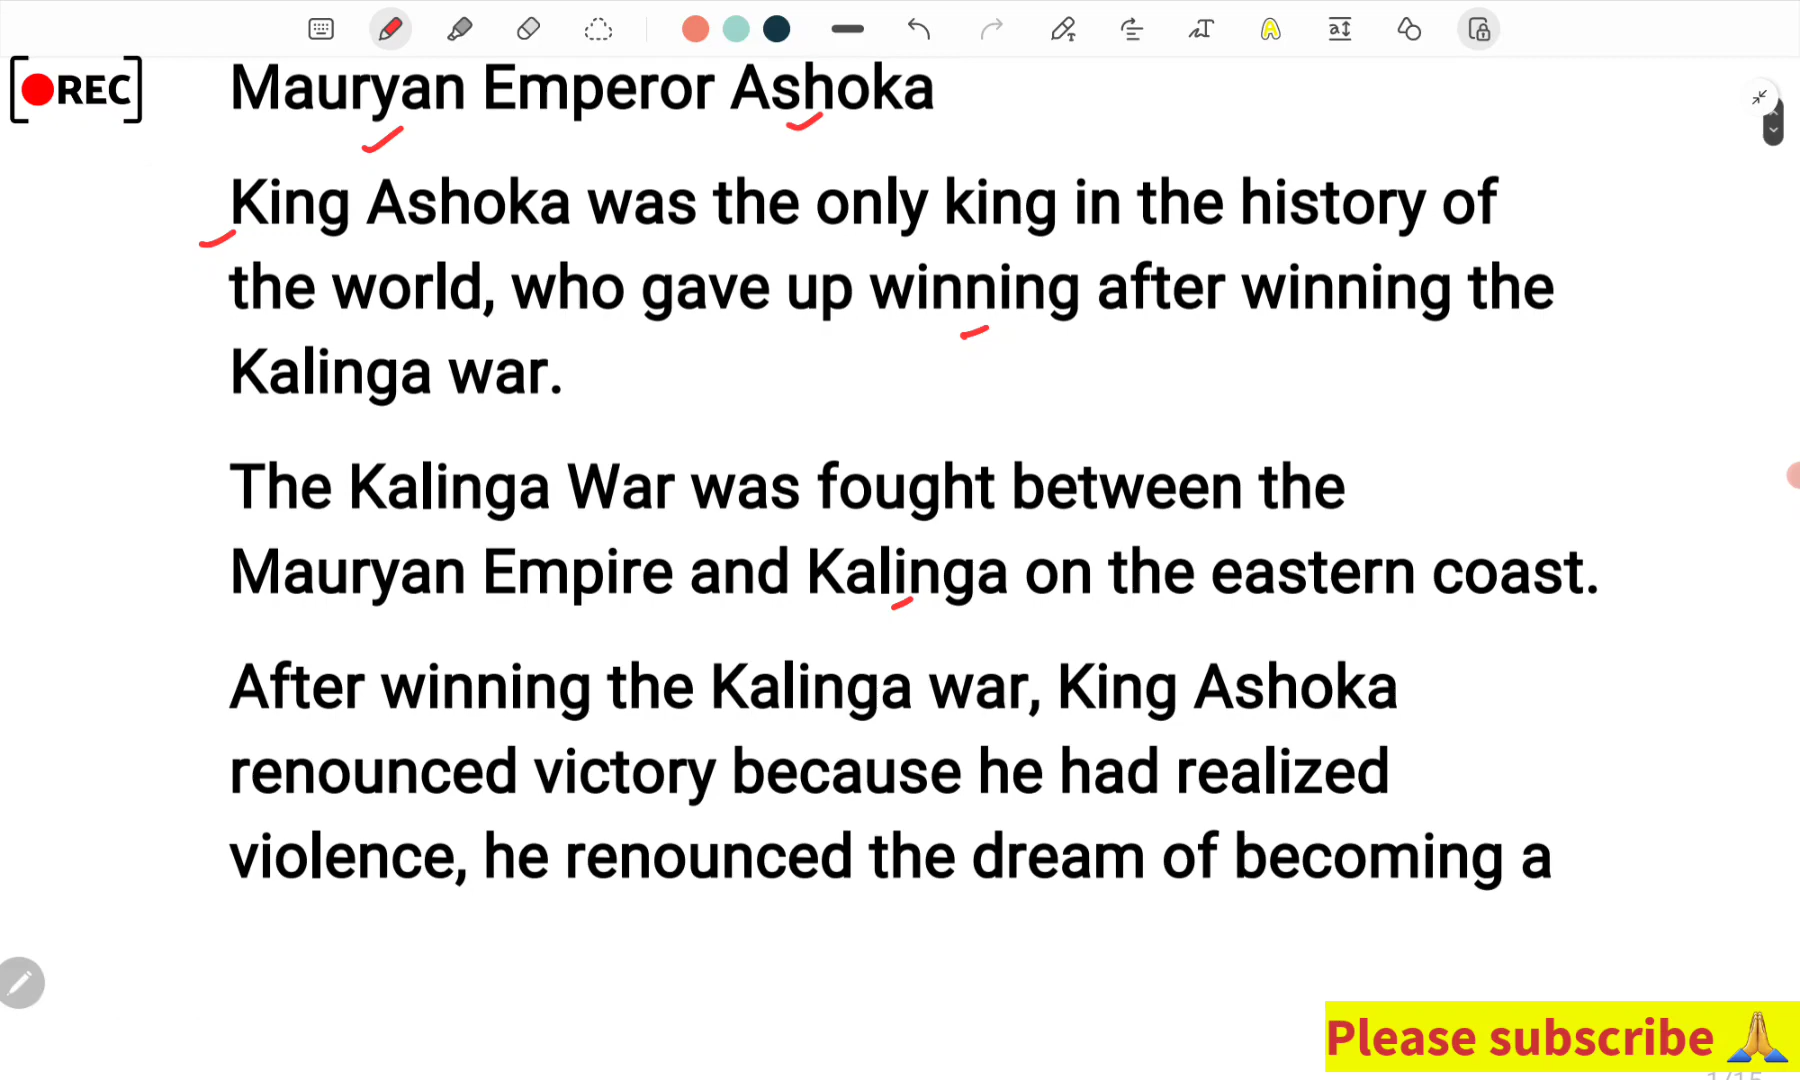 REC
Mauryan Emperor Ashoka
King Ashoka was the only king in the history of
the world, who gave up winning after winning the
Kalinga war.
The Kalinga War was fought between the
Mauryan Empire and Kalinga on the eastern coast.
After winning the Kalinga war, King Ashoka
renounced victory because he had realized
violence, he renounced the dream of becoming a
Please subscribe 🙏